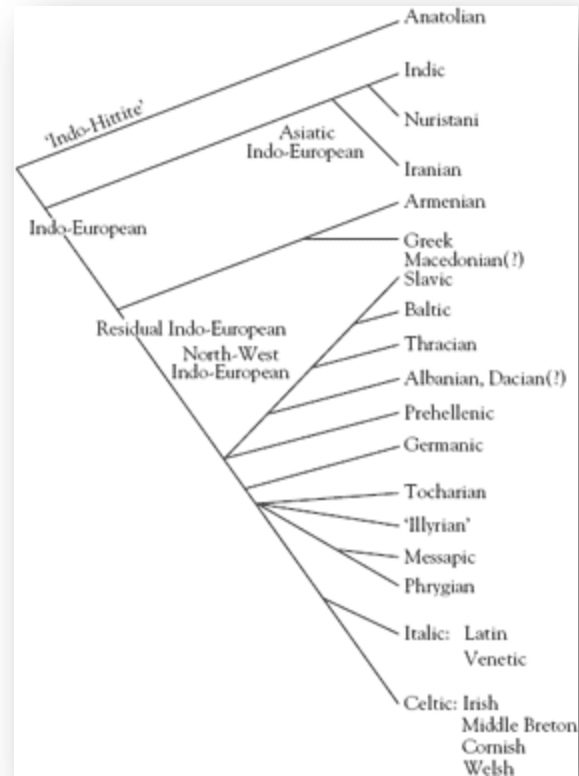 Anatolian
'Indo-Hittite'
Indic
Nuristani
Asiatic
Indo-European
Iranian
Armenian
Indo-European
Greek
Macedonian(?)
Slavic
Baltic
Residual Indo-European
Thracian
North-West
Indo-European
Albanian, Dacian(?)
Prehellenic
Germanic
Tocharian
'Illyrian'
Messapic
Phrygian
Italic: Latin
Venetic
Celtic: Irish
Middle Breton
Cornish
Welsh